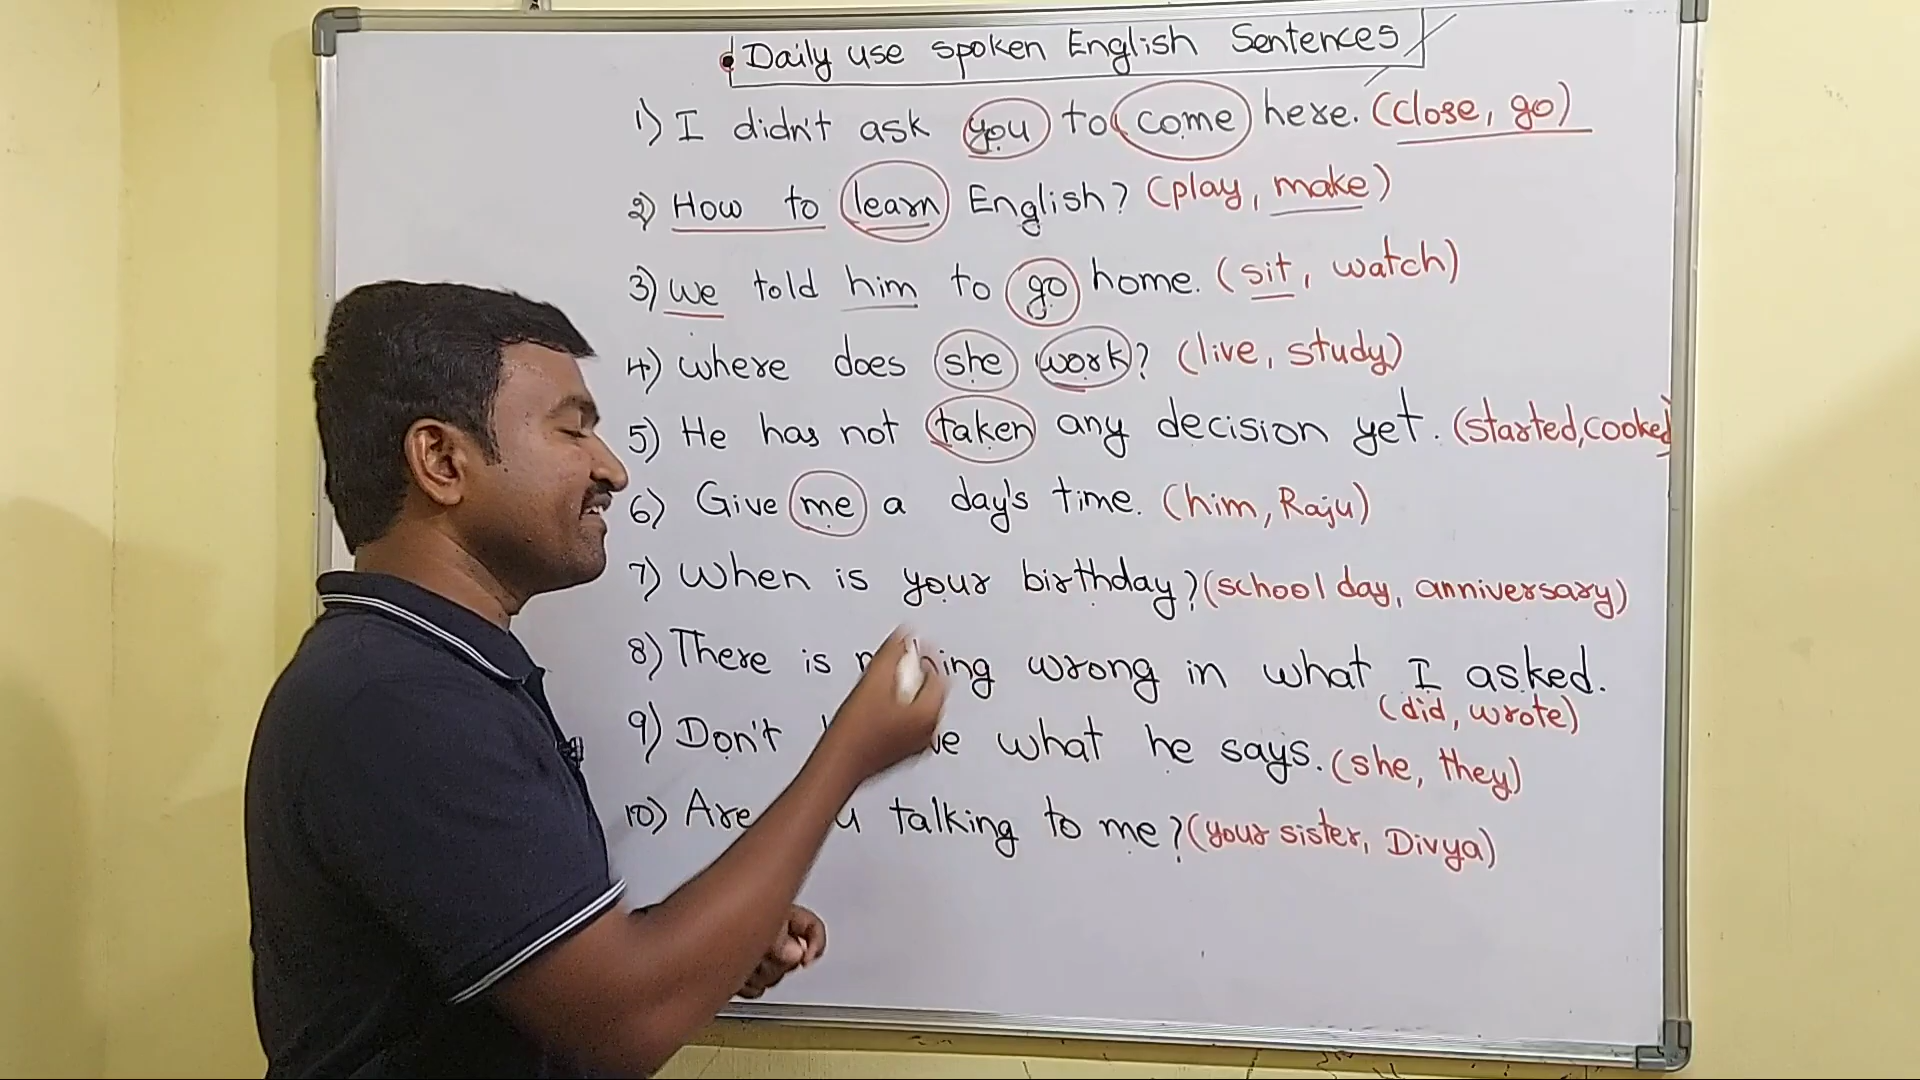 Daily use spoken English Sentences
1) I didn't ask you to come here. (close, go)
2) How to learn English? (play, make)
3) we told him to go home. (sit, watch)
4) where does she work? (live, study)
5) He has not taken any decision yet. (started, cooked)
6) Give me a day's time. (him, Raju)
7) When is your birthday? (school day, anniversary)
8) There is wrong in what I asked.
(did, wrote)
9) Don't what he says. (she, they)
10) Are talking to me? (your sister, Divya)